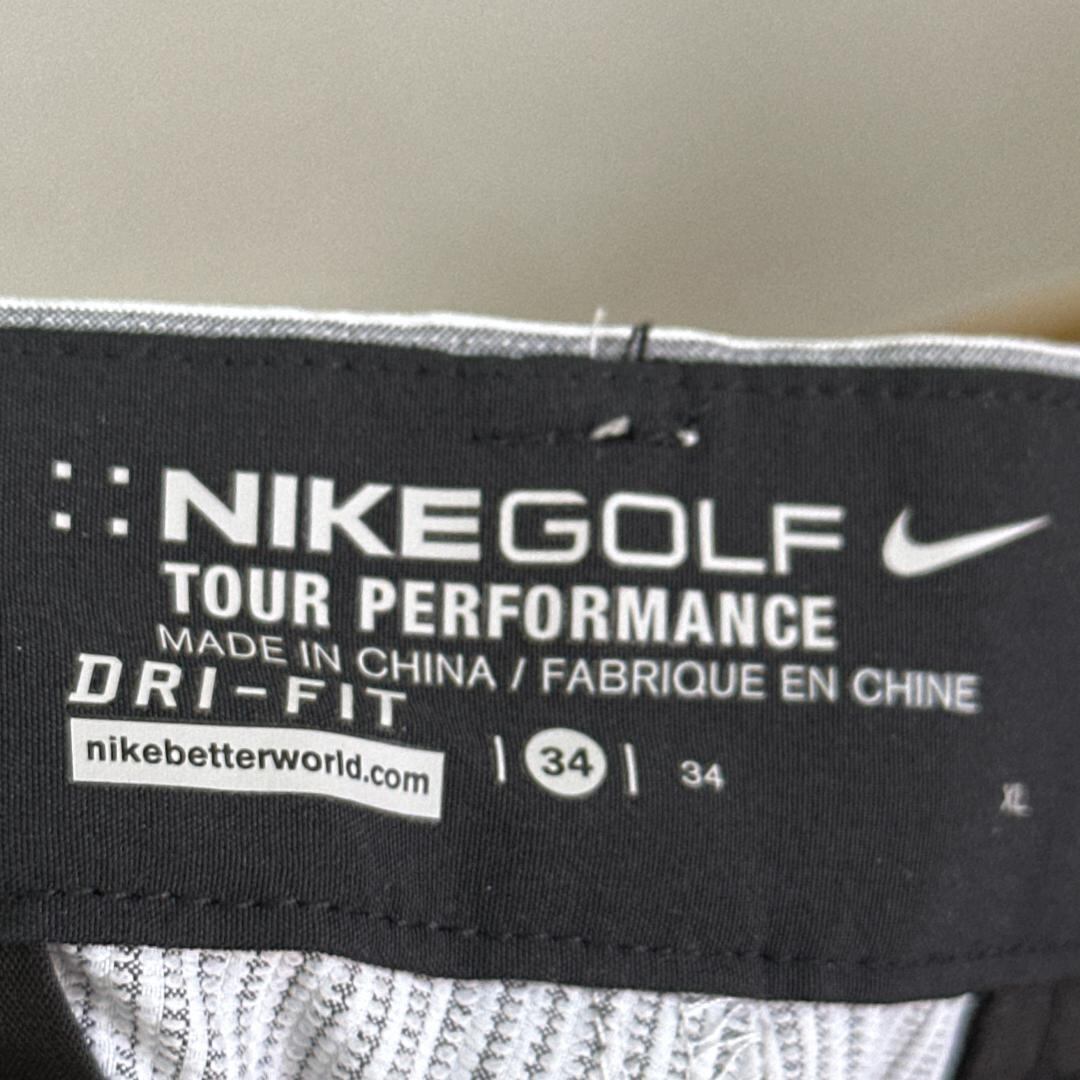 NIKEGOLF
TOUR PERFORMANCE
MADE IN CHINA / FABRIQUE EN CHINE
DRI-FIT
nikebetterworld.com | 34 | 34
XL